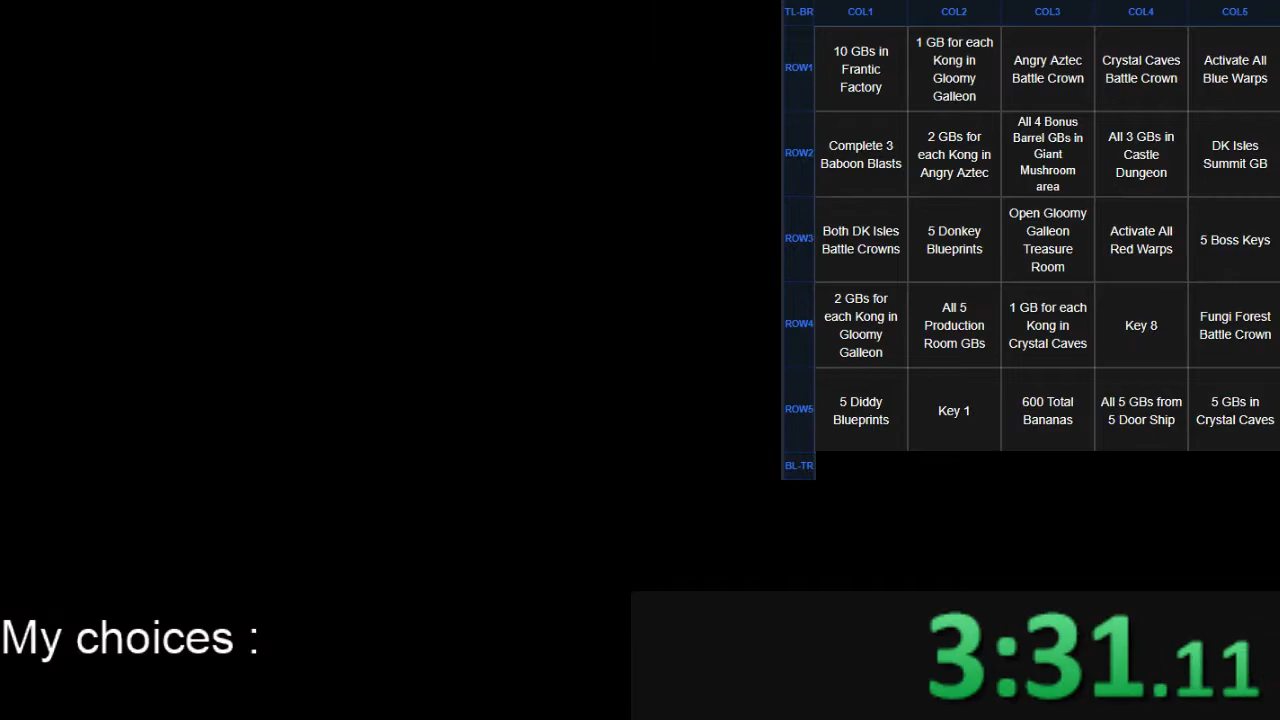 TL-BR COL1 COL2 COL3 COL4 COL5
ROW1
10 GBs in
Frantic
Factory
1 GB for each
Kong in
Gloomy
Galleon
Angry Aztec
Battle Crown
Crystal Caves
Battle Crown
Activate All
Blue Warps
ROW2
Complete 3
Baboon Blasts
2 GBs for
each Kong in
Angry Aztec
All 4 Bonus
Barrel GBs in
Giant
Mushroom
area
All 3 GBs in
Castle
Dungeon
DK Isles
Summit GB
ROW3
Both DK Isles
Battle Crowns
5 Donkey
Blueprints
Open Gloomy
Galleon
Treasure
Room
Activate All
Red Warps
5 Boss Keys
ROW4
2 GBs for
each Kong in
Gloomy
Galleon
All 5
Production
Room GBs
1 GB for each
Kong in
Crystal Caves
Key 8
Fungi Forest
Battle Crown
ROW5
5 Diddy
Blueprints
Key 1
600 Total
Bananas
All 5 GBs from
5 Door Ship
5 GBs in
Crystal Caves
BL-TR
My choices :
3:31.11